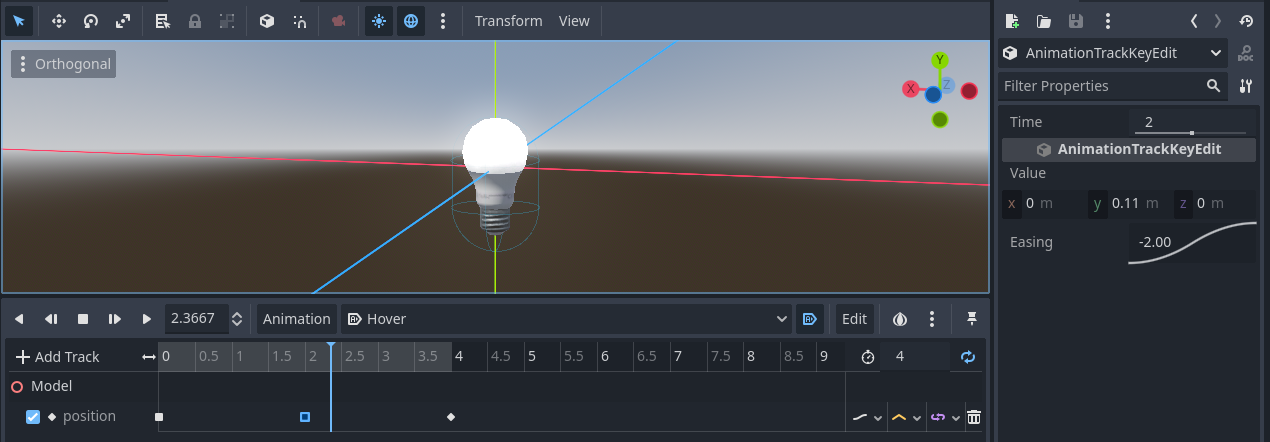 Transform View
Orthogonal
Y
X
Z
2.3667 Animation Hover Edit
Add Track 0 0.5 1 1.5 2 2.5 3 3.5 4 4.5 5 5.5 6 6.5 7 7.5 8 8.5 9 4
Model
position
AnimationTrackKeyEdit DOC
Filter Properties
Time 2
AnimationTrackKeyEdit
Value
x 0 m y 0.11 m z 0 m
Easing -2.00